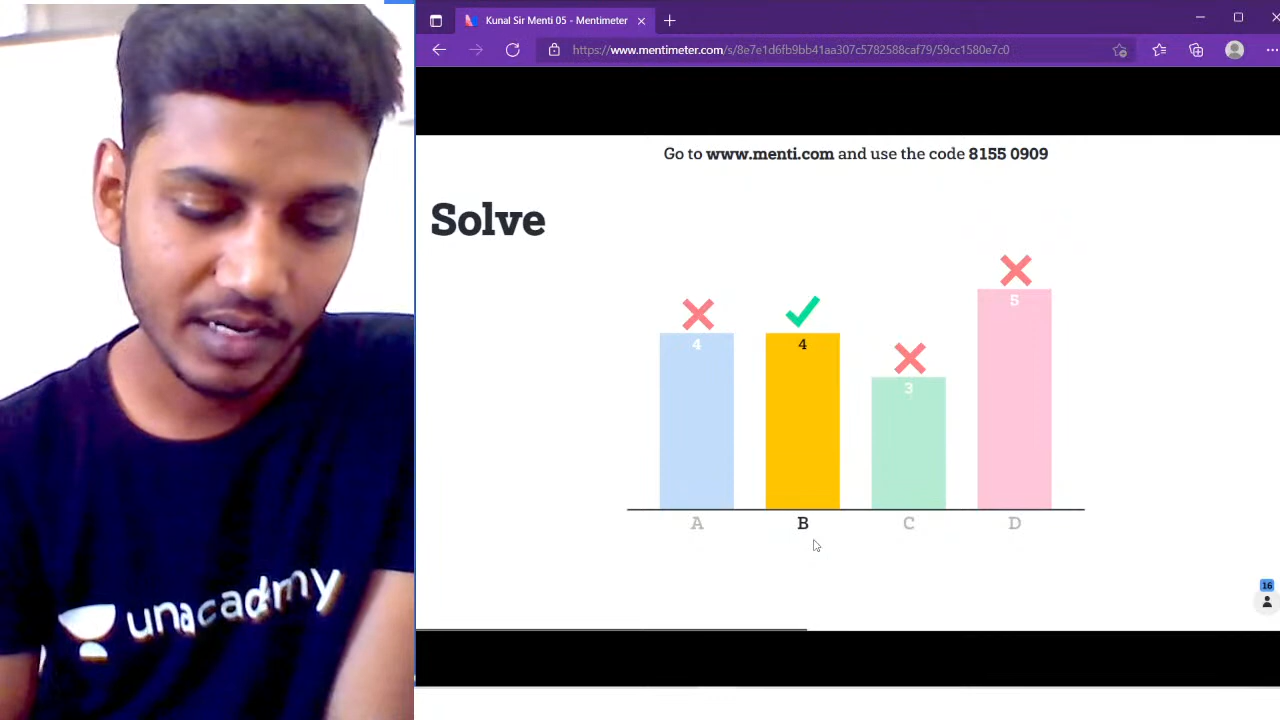 Kunal Sir Menti 05 - Mentimeter
https://www.mentimeter.com/s/8e7e1d6fb9bb41aa307c5782588caf79/59cc1580e7c0
Go to www.menti.com and use the code 8155 0909
Solve
4
4
3
5
A
B
C
D
16
unacademy